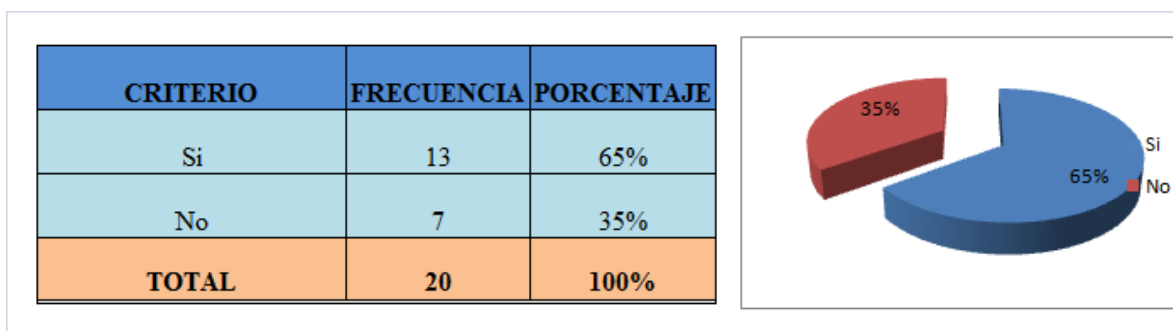 CRITERIO FRECUENCIA PORCENTAJE
Si 13 65%
No 7 35%
TOTAL 20 100%
35%
65%
Si
No